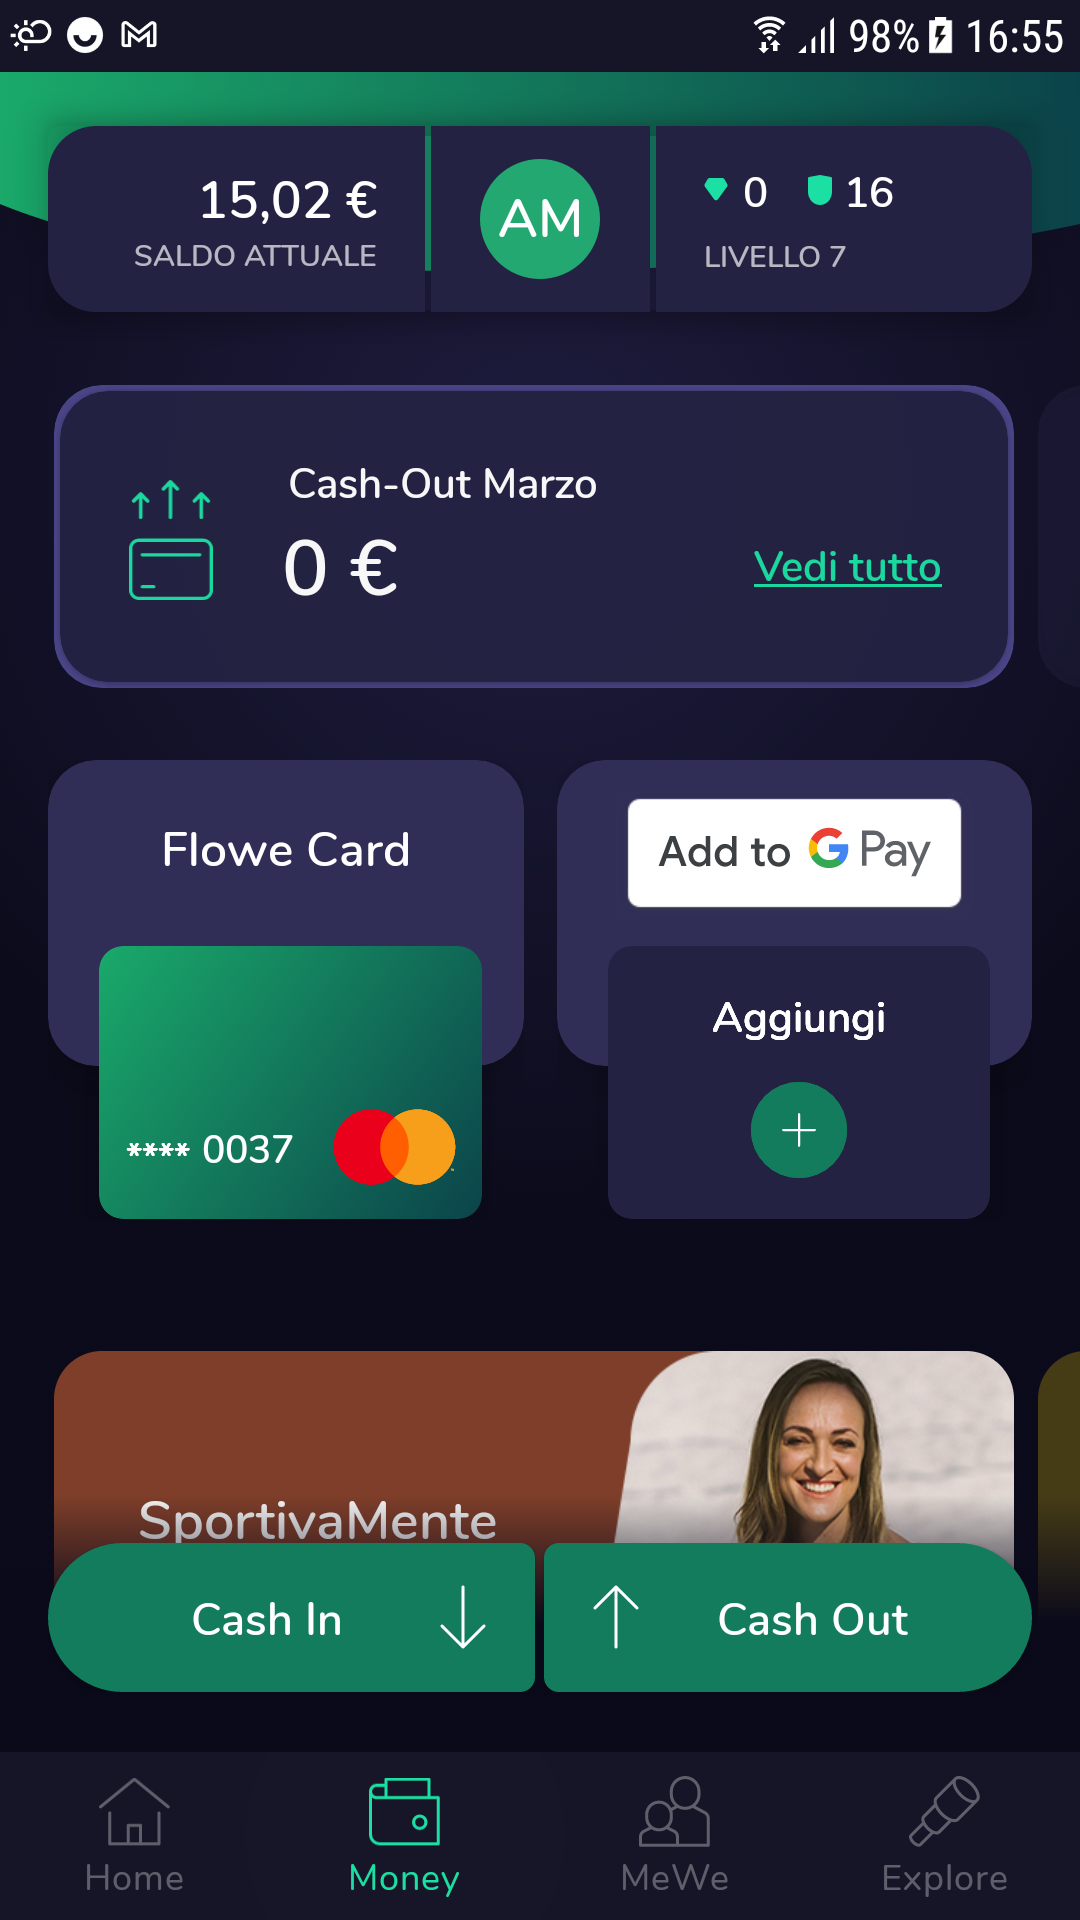 98% 16:55
15,02 €
SALDO ATTUALE
AM
0 16
LIVELLO 7
Cash-Out Marzo
0 €
Vedi tutto
Flowe Card
Add to G Pay
**** 0037
Aggiungi
SportivaMente
Cash In
Cash Out
Home
Money
MeWe
Explore